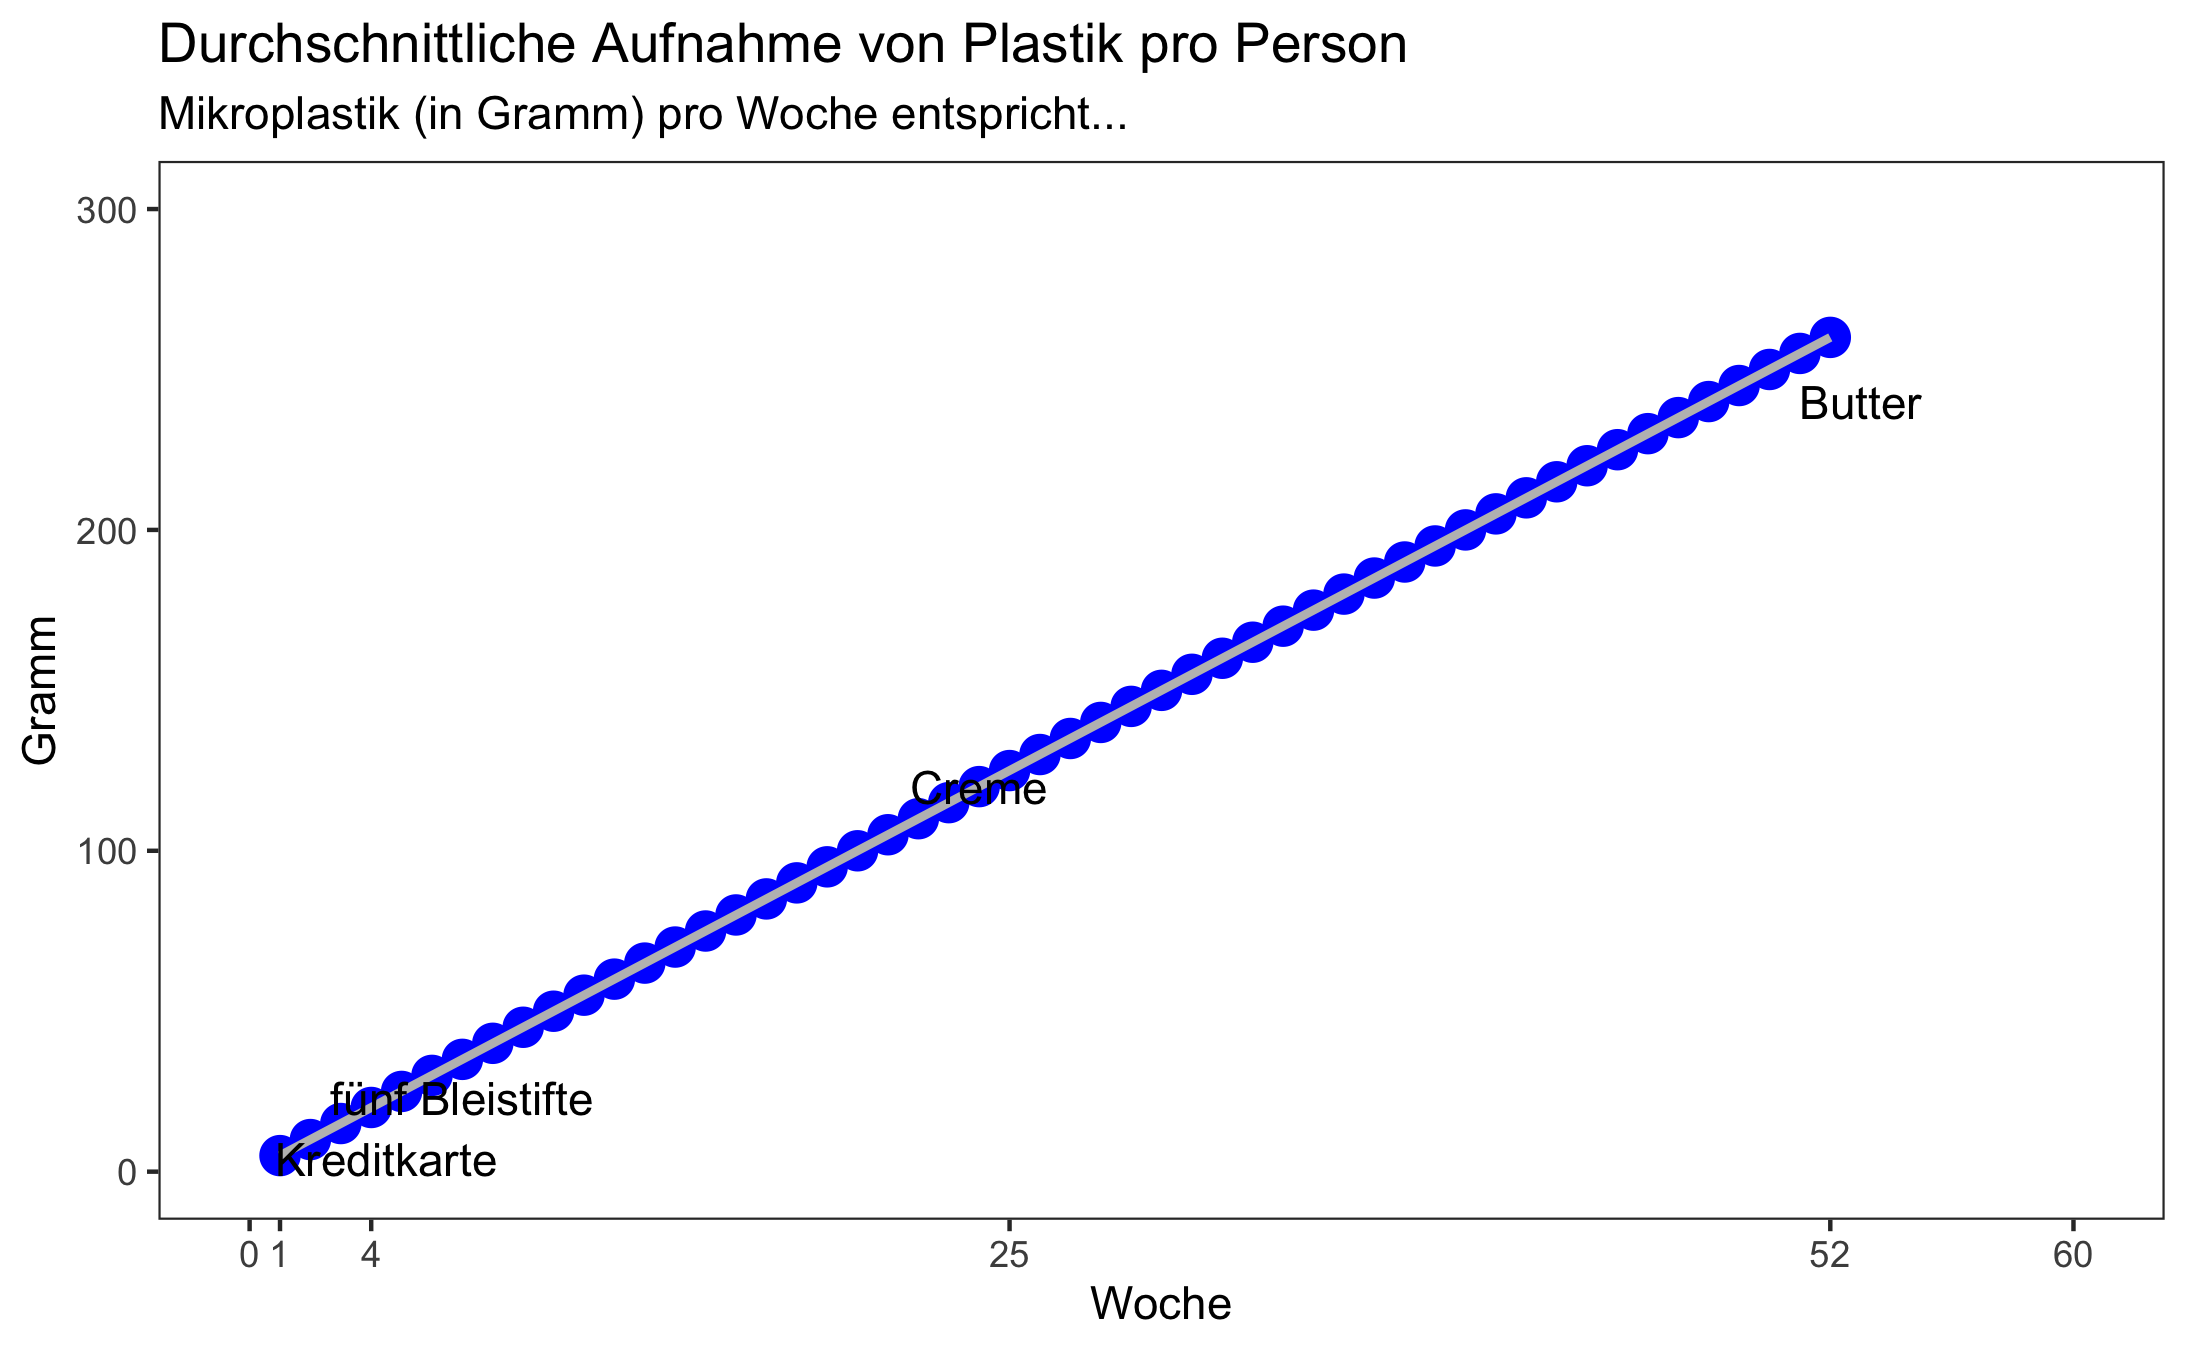 Durchschnittliche Aufnahme von Plastik pro Person
Mikroplastik (in Gramm) pro Woche entspricht...
300
200
100
0
Gramm
Butter
Creme
fünf Bleistifte
Kreditkarte
0 1 4 25 52 60
Woche